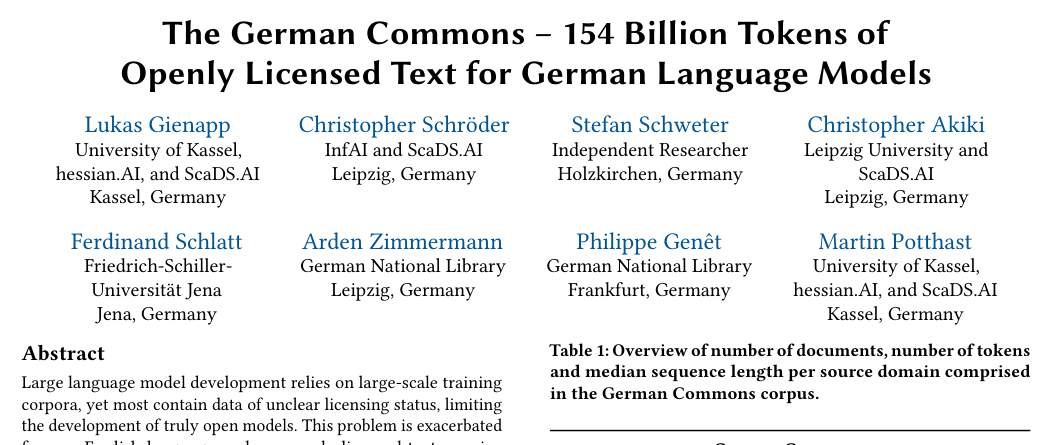 The German Commons – 154 Billion Tokens of
Openly Licensed Text for German Language Models
Lukas Gienapp
University of Kassel,
hessian.AI, and ScaDS.AI
Kassel, Germany
Christopher Schröder
InfAI and ScaDS.AI
Leipzig, Germany
Stefan Schweter
Independent Researcher
Holzkirchen, Germany
Christopher Akiki
Leipzig University and
ScaDS.AI
Leipzig, Germany
Ferdinand Schlatt
Friedrich-Schiller-
Universität Jena
Jena, Germany
Arden Zimmermann
German National Library
Leipzig, Germany
Philippe Genêt
German National Library
Frankfurt, Germany
Martin Potthast
University of Kassel,
hessian.AI, and ScaDS.AI
Kassel, Germany
Abstract
Large language model development relies on large-scale training
corpora, yet most contain data of unclear licensing status, limiting
the development of truly open models. This problem is exacerbated
Table 1: Overview of number of documents, number of tokens
and median sequence length per source domain comprised
in the German Commons corpus.